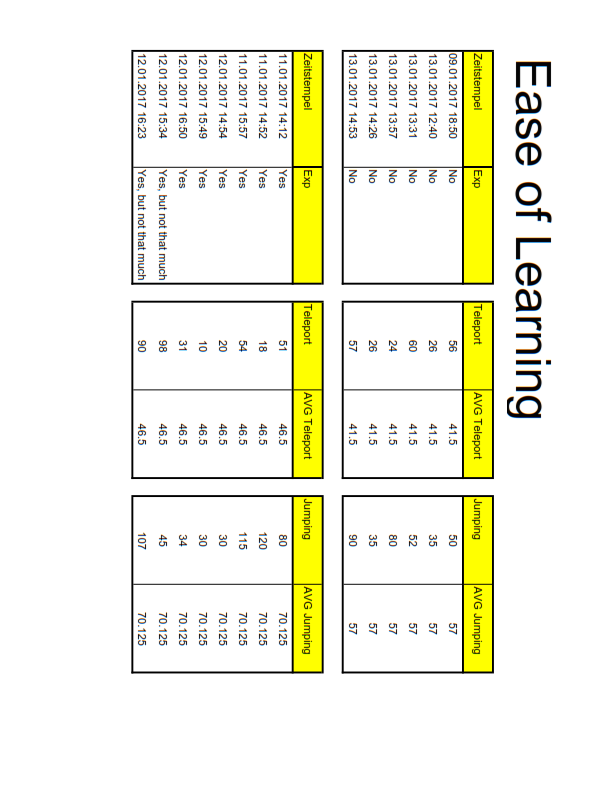 Ease of Learning
Zeitstempel Exp Teleport AVG Teleport Jumping AVG Jumping
09.01.2017 18:50 No 56 41.5 50 57
13.01.2017 12:40 No 26 41.5 35 57
13.01.2017 13:31 No 60 41.5 52 57
13.01.2017 13:57 No 24 41.5 80 57
13.01.2017 14:26 No 26 41.5 35 57
13.01.2017 14:53 No 57 41.5 90 57
Zeitstempel Exp Teleport AVG Teleport Jumping AVG Jumping
11.01.2017 14:12 Yes 51 46.5 80 70.125
11.01.2017 14:52 Yes 18 46.5 120 70.125
11.01.2017 15:57 Yes 54 46.5 115 70.125
12.01.2017 14:54 Yes 20 46.5 30 70.125
12.01.2017 15:49 Yes 10 46.5 30 70.125
12.01.2017 16:50 Yes 31 46.5 34 70.125
12.01.2017 15:34 Yes, but not that much 98 46.5 45 70.125
12.01.2017 16:23 Yes, but not that much 90 46.5 107 70.125